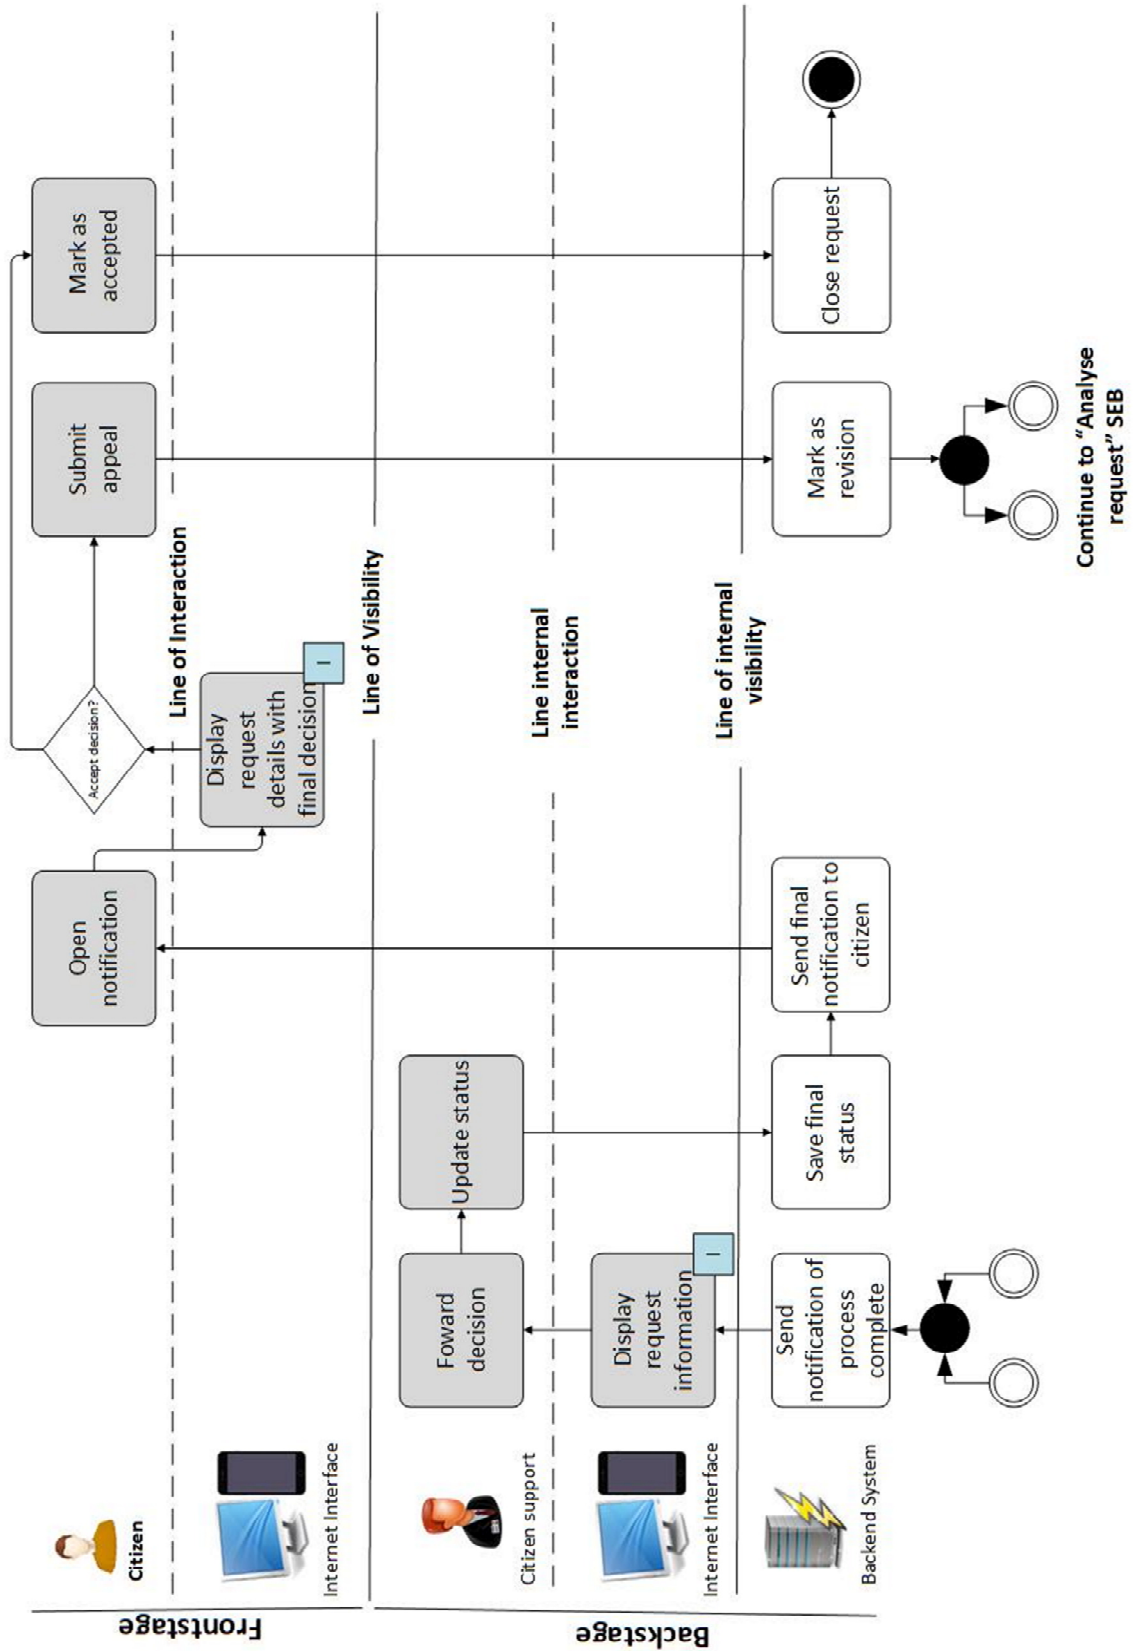 Frontstage
Backstage
Citizen
Internet Interface
Citizen support
Internet Interface
Backend System
Open
notification
Accept decision?
Submit
appeal
Mark as
accepted
Line of Interaction
Display
request
details with
final decision
I
Line of Visibility
Foward
decision
Update status
Line internal
interaction
Display
request
information
I
Line of internal
visibility
Send
notification of
process
complete
Save final
status
Send final
notification to
citizen
Mark as
revision
Close request
Continue to “Analyse
request” SEB